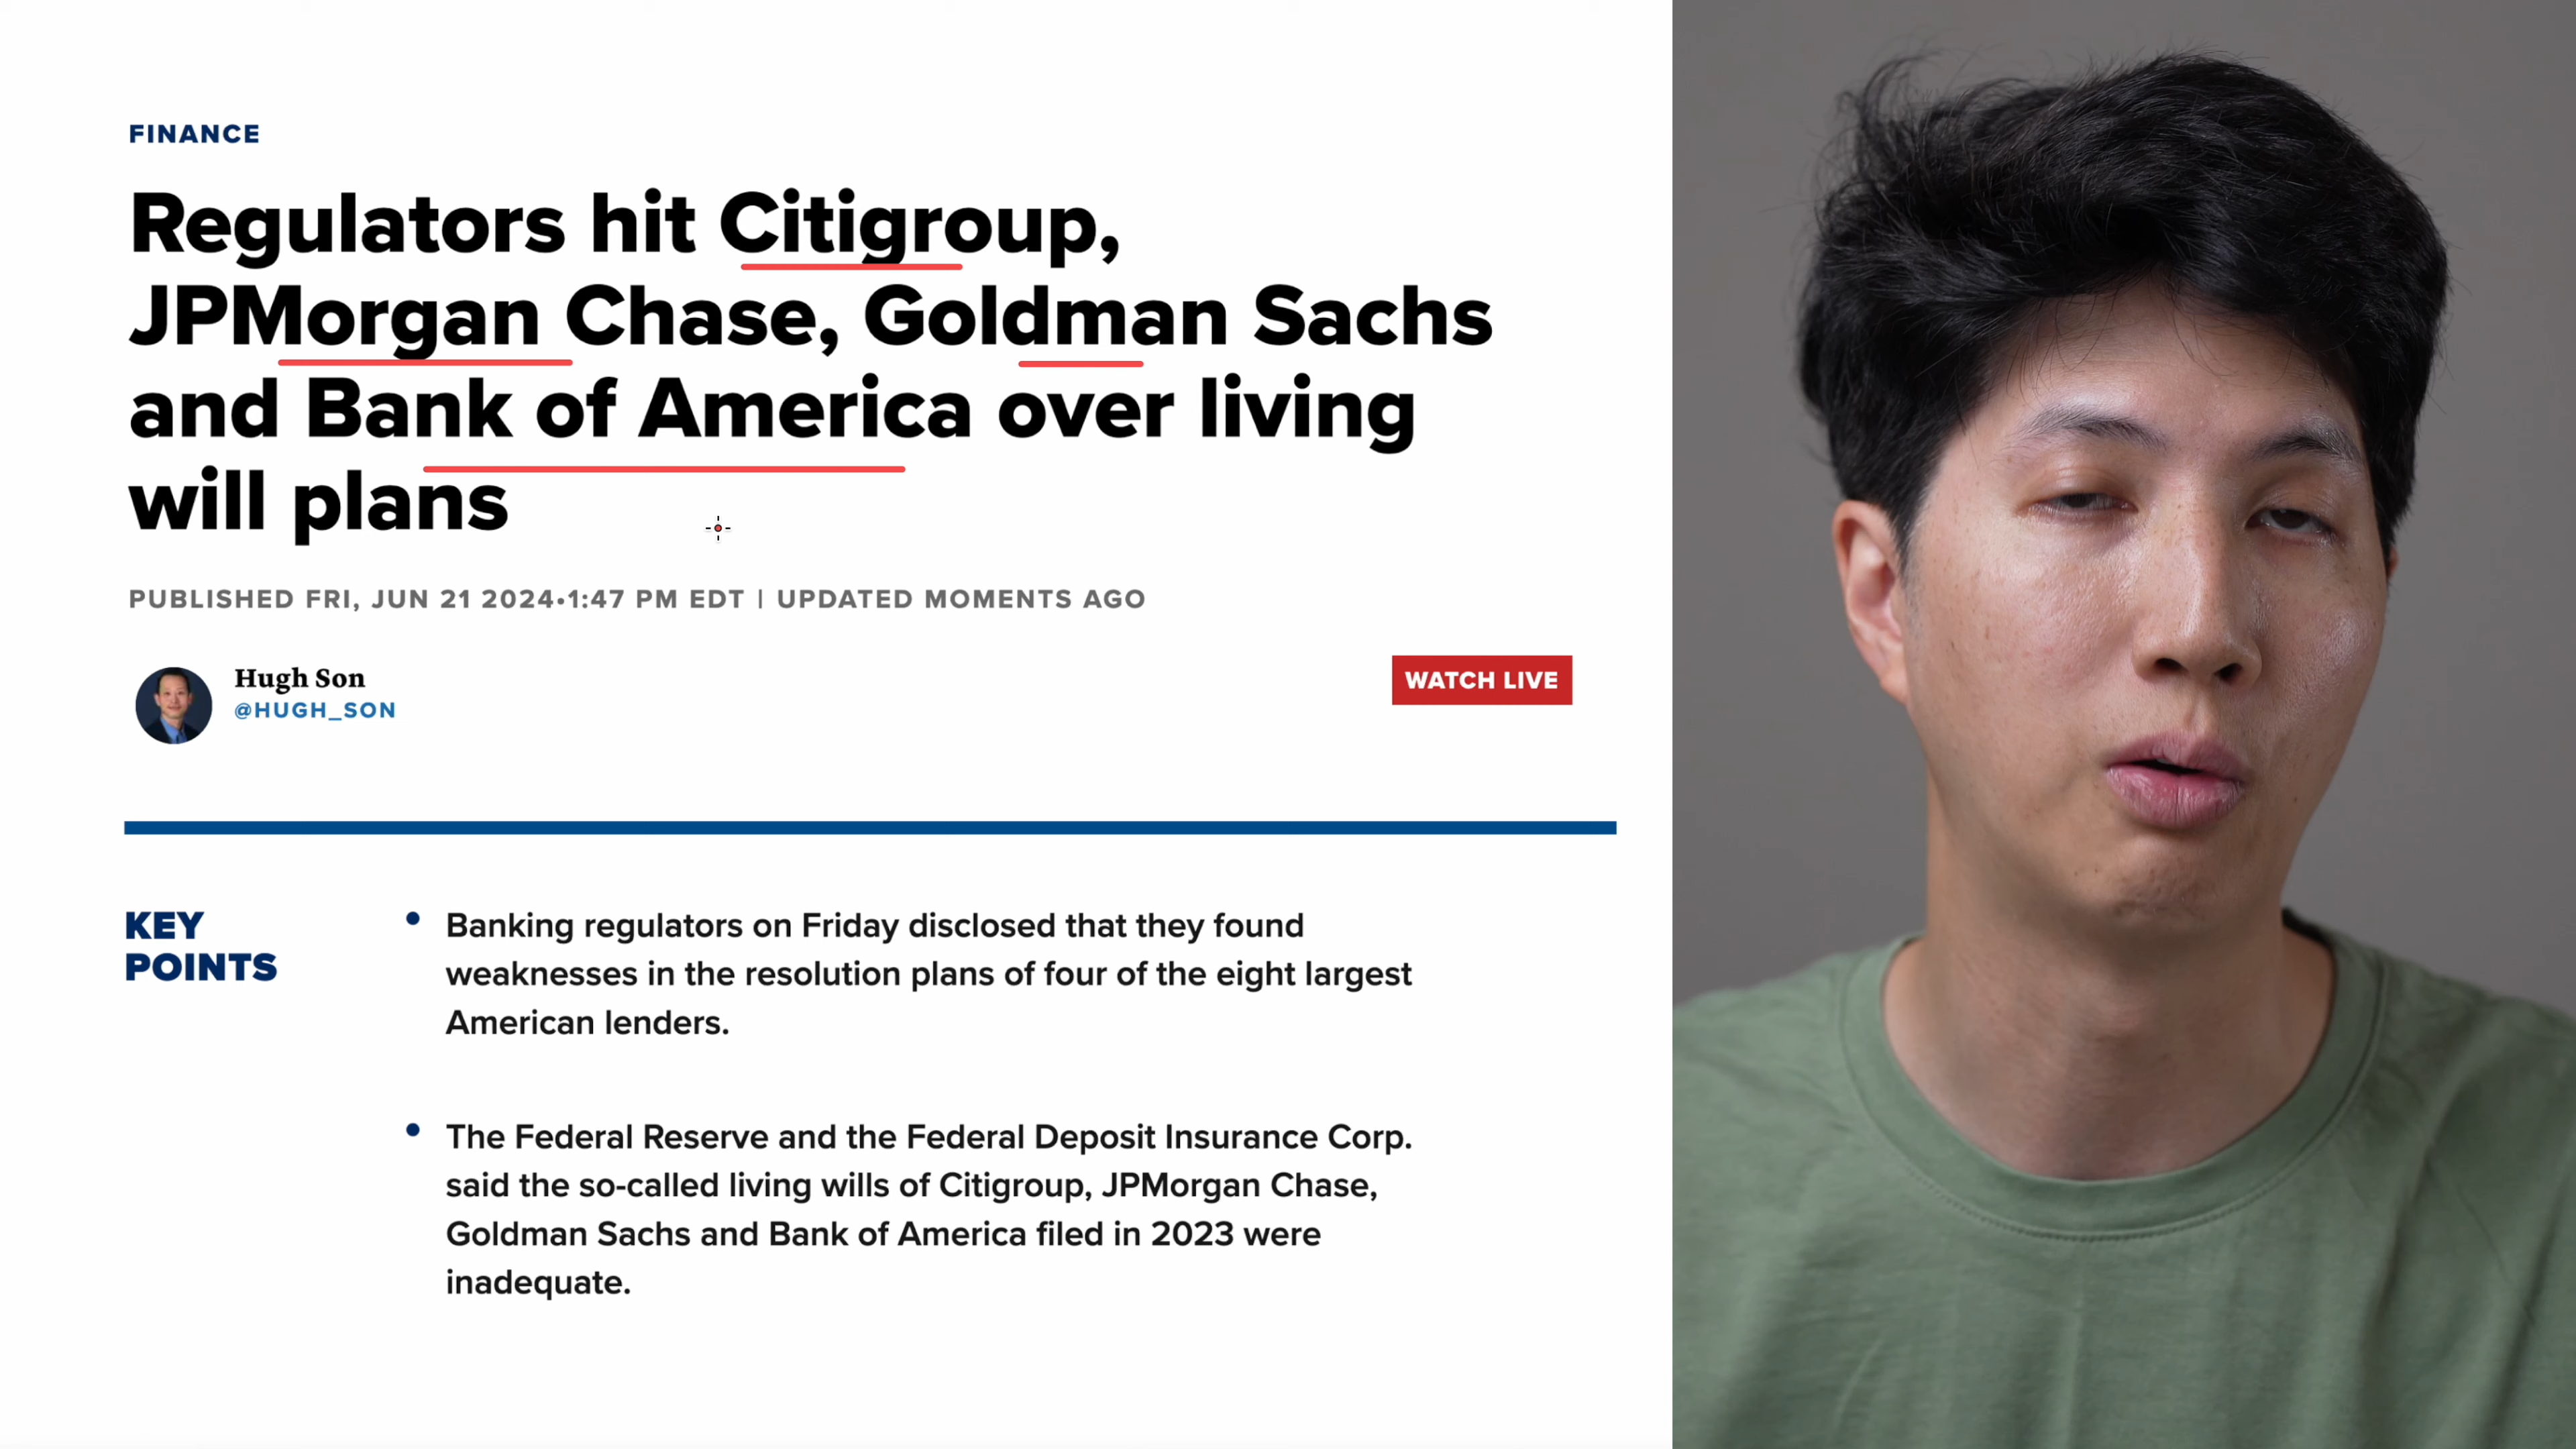 FINANCE
Regulators hit Citigroup,
JPMorgan Chase, Goldman Sachs
and Bank of America over living
will plans
PUBLISHED FRI, JUN 21 2024•1:47 PM EDT | UPDATED MOMENTS AGO
Hugh Son
@HUGH_SON
WATCH LIVE
KEY
POINTS
• Banking regulators on Friday disclosed that they found
weaknesses in the resolution plans of four of the eight largest
American lenders.
• The Federal Reserve and the Federal Deposit Insurance Corp.
said the so-called living wills of Citigroup, JPMorgan Chase,
Goldman Sachs and Bank of America filed in 2023 were
inadequate.